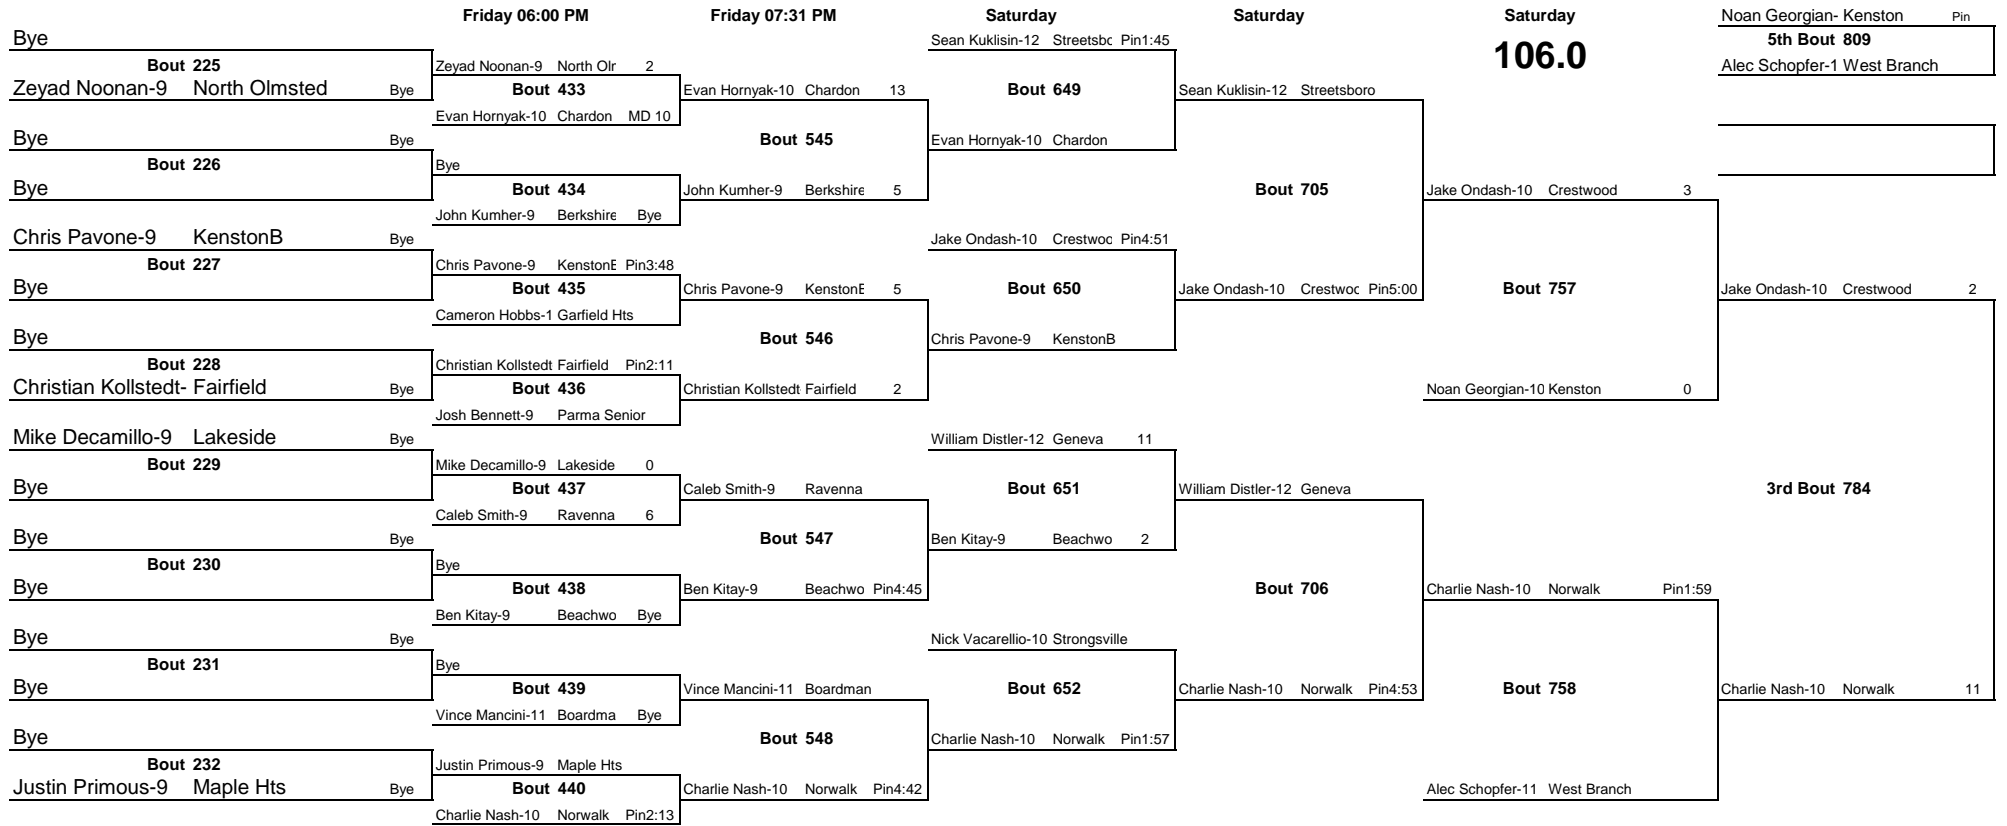 Friday 06:00 PM Friday 07:31 PM Saturday Saturday Saturday Noan Georgian- Kenston Pin
Bye Sean Kuklisin-12 Streetsbo Pin1:45 106.0 5th Bout 809
Bout 225 Zeyad Noonan-9 North Olr 2 Alec Schopfer-1 West Branch
Zeyad Noonan-9 North Olmsted Bye Bout 433 Evan Hornyak-10 Chardon 13 Bout 649 Sean Kuklisin-12 Streetsboro
Evan Hornyak-10 Chardon MD 10
Bye Bye Bout 545 Evan Hornyak-10 Chardon
Bout 226 Bye
Bye Bout 434 John Kumher-9 Berkshire 5 Bout 705 Jake Ondash-10 Crestwood 3
John Kumher-9 Berkshire Bye
Chris Pavone-9 KenstonB Bye Jake Ondash-10 Crestwoo Pin4:51
Bout 227 Chris Pavone-9 KenstonE Pin3:48
Bye Bout 435 Chris Pavone-9 KenstonE 5 Bout 650 Jake Ondash-10 Crestwoo Pin5:00 Bout 757 Jake Ondash-10 Crestwood 2
Cameron Hobbs-1 Garfield Hts
Bye Bout 546 Chris Pavone-9 KenstonB
Bout 228 Christian Kollstedt Fairfield Pin2:11
Christian Kollstedt- Fairfield Bye Bout 436 Christian Kollstedt Fairfield 2 Noan Georgian-10 Kenston 0
Josh Bennett-9 Parma Senior
Mike Decamillo-9 Lakeside Bye William Distler-12 Geneva 11
Bout 229 Mike Decamillo-9 Lakeside 0
Bye Bout 437 Caleb Smith-9 Ravenna Bout 651 William Distler-12 Geneva 3rd Bout 784
Caleb Smith-9 Ravenna 6
Bye Bye Bout 547 Ben Kitay-9 Beachwo 2
Bout 230 Bye
Bye Bout 438 Ben Kitay-9 Beachwo Pin4:45 Bout 706 Charlie Nash-10 Norwalk Pin1:59
Ben Kitay-9 Beachwo Bye
Bye Bye Nick Vacarellio-10 Strongsville
Bout 231 Bye
Bye Bout 439 Vince Mancini-11 Boardman Bout 652 Charlie Nash-10 Norwalk Pin4:53 Bout 758 Charlie Nash-10 Norwalk 11
Vince Mancini-11 Boardma Bye
Bye Bout 548 Charlie Nash-10 Norwalk Pin1:57
Bout 232 Justin Primous-9 Maple Hts
Justin Primous-9 Maple Hts Bye Bout 440 Charlie Nash-10 Norwalk Pin4:42 Alec Schopfer-11 West Branch
Charlie Nash-10 Norwalk Pin2:13